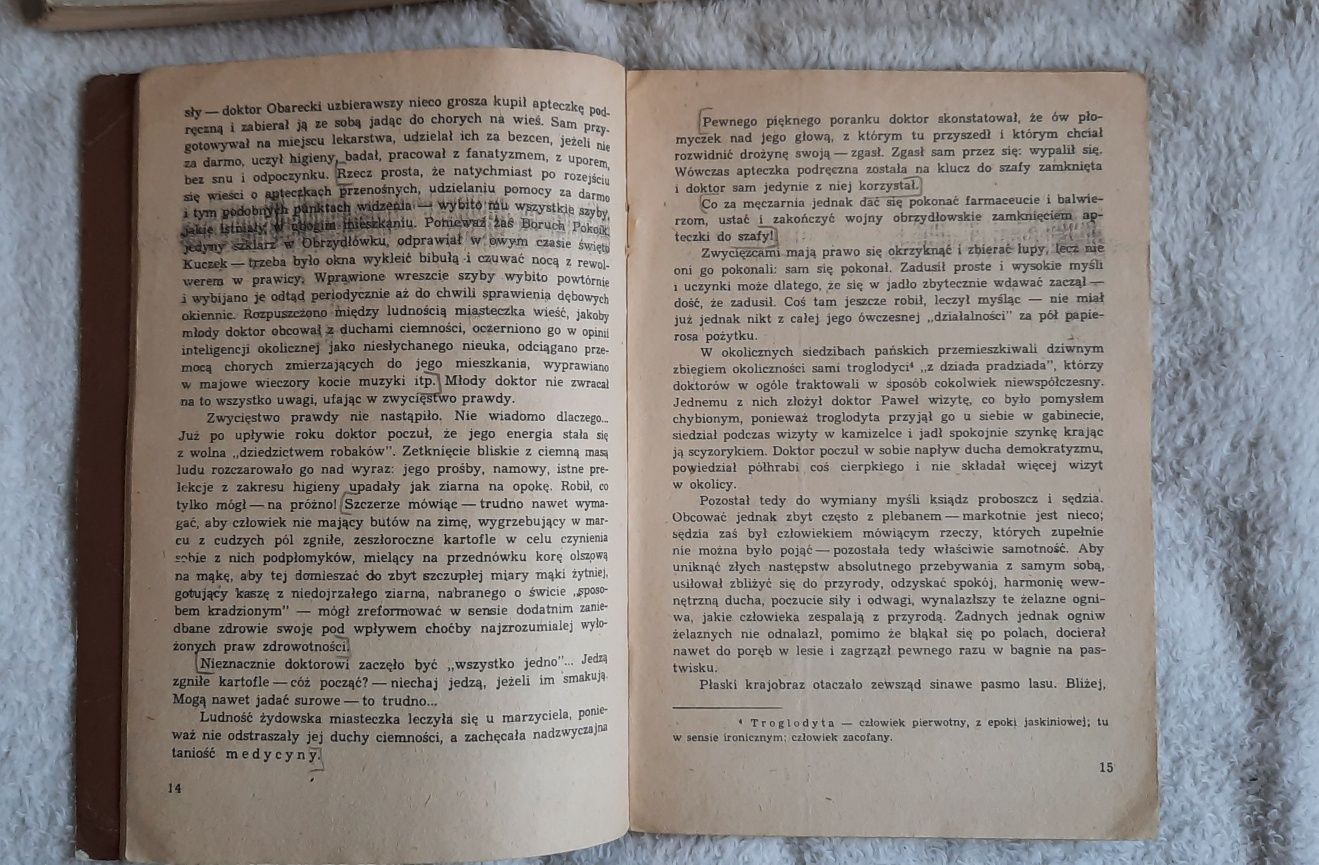 sły — doktor Obarecki uzbierawszy nieco grosza kupił apteczkę pod-
ręczną i zabierał ją ze sobą jadąc do chorych na wieś. Sam przy-
gotowywał na miejscu lekarstwa, udzielał ich za bezcen, jeżeli nie
za darmo, uczył higieny, badał, pracował z fanatyzmem, z uporem,
bez snu i odpoczynku. Rzecz prosta, że natychmiast po rozejściu
się wieści o apteczkach przenośnych, udzielaniu pomocy za darmo
i tym podobnych punktach widzenia — wybito mu wszystkie szyby,
jakie istniały w ubogim mieszkaniu. Ponieważ zaś Boruch Pokoik,
jedyny szklarz w Obrzydłówku, odprawiał w owym czasie święto
Kuczek — trzeba było okna wykleić bibułą i czuwać nocą z rewol-
werem w prawicy. Wprawione wreszcie szyby wybito powtórnie
i wybijano je odtąd periodycznie aż do chwili sprawienia dębowych
okiennic. Rozpuszczono między ludnością miasteczka wieść, jakoby
młody doktor obcował z duchami ciemności, oczerniono go w opinii
inteligencji okolicznej jako niesłychanego nieuka, odciągano prze-
mocą chorych zmierzających do jego mieszkania, wyprawiano
w majowe wieczory kocie muzyki itp. Młody doktor nie zwracał
na to wszystko uwagi, ufając w zwycięstwo prawdy.
Zwycięstwo prawdy nie nastąpiło. Nie wiadomo dlaczego...
Już po upływie roku doktor poczuł, że jego energia stała się
z wolna „dziedzictwem robaków". Zetknięcie bliskie z ciemną masą
ludu rozczarowało go nad wyraz: jego prośby, namowy, istne pre-
lekcje z zakresu higieny upadały jak ziarna na opokę. Robił, co
tylko mógł — na próżno! Szczerze mówiąc — trudno nawet wyma-
gać, aby człowiek nie mający butów na zimę, wygrzebujący w mar-
cu z cudzych pól zgniłe, zeszłoroczne kartofle w celu czynienia
sobie z nich podpłomyków, mielący na przednówku korę olszową
na mąkę, aby tej domieszać do zbyt szczupłej miary mąki żytniej,
gotujący kaszę z niedojrzałego ziarna, nabranego o świcie „sposo-
bem kradzionym" — mógł zreformować w sensie dodatnim zanie-
dbane zdrowie swoje pod wpływem choćby najzrozumialej wyło-
żonych praw zdrowotności.
Nieznacznie doktorowi zaczęło być „wszystko jedno"... Jedzą
zgniłe kartofle — cóż począć? — niechaj jedzą, jeżeli im smakują.
Mogą nawet jadać surowe — to trudno...
Ludność żydowska miasteczka leczyła się u marzyciela, ponie-
waż nie odstraszały jej duchy ciemności, a zachęcała nadzwyczajna
taniość medycyny.
14
Pewnego pięknego poranku doktor skonstatował, że ów pło-
myczek nad jego głową, z którym tu przyszedł i którym chciał
rozwidnić drożynę swoją — zgasł. Zgasł sam przez się: wypalił się.
Wówczas apteczka podręczna została na klucz do szafy zamknięta
i doktor sam jedynie z niej korzystał.
Co za męczarnia jednak dać się pokonać farmaceucie i balwie-
rzom, ustać i zakończyć wojny obrzydłowskie zamknięciem ap-
teczki do szafy!
Zwycięzcami mają prawo się okrzyknąć i zbierać łupy, lecz nie
oni go pokonali: sam się pokonał. Zadusił proste i wysokie myśli
i uczynki może dlatego, że się w jadło zbytecznie wdawać zaczął —
dość, że zadusił. Coś tam jeszcze robił, leczył myśląc — nie miał
już jednak nikt z całej jego ówczesnej „działalności" za pół papie-
rosa pożytku.
W okolicznych siedzibach pańskich przemieszkiwali dziwnym
zbiegiem okoliczności sami troglodyci⁴ „z dziada pradziada", którzy
doktorów w ogóle traktowali w sposób cokolwiek niewspółczesny.
Jednemu z nich złożył doktor Paweł wizytę, co było pomysłem
chybionym, ponieważ troglodyta przyjął go u siebie w gabinecie,
siedział podczas wizyty w kamizelce i jadł spokojnie szynkę krając
ją scyzorykiem. Doktor poczuł w sobie napływ ducha demokratyzmu,
powiedział półhrabi coś cierpkiego i nie składał więcej wizyt
w okolicy.
Pozostał tedy do wymiany myśli ksiądz proboszcz i sędzia.
Obcować jednak zbyt często z plebanem — markotnie jest nieco;
sędzia zaś był człowiekiem mówiącym rzeczy, których zupełnie
nie można było pojąć — pozostała tedy właściwie samotność. Aby
uniknąć złych następstw absolutnego przebywania z samym sobą,
usiłował zbliżyć się do przyrody, odzyskać spokój, harmonię wew-
nętrzną ducha, poczucie siły i odwagi, wynalazłszy te żelazne ogni-
wa, jakie człowieka zespalają z przyrodą. Żadnych jednak ogniw
żelaznych nie odnalazł, pomimo że błąkał się po polach, docierał
nawet do poręb w lesie i zagrzązł pewnego razu w bagnie na pas-
twisku.
Płaski krajobraz otaczało zewsząd sinawe pasmo lasu. Bliżej,
⁴ Troglodyta — człowiek pierwotny, z epoki jaskiniowej; tu
w sensie ironicznym: człowiek zacofany.
15